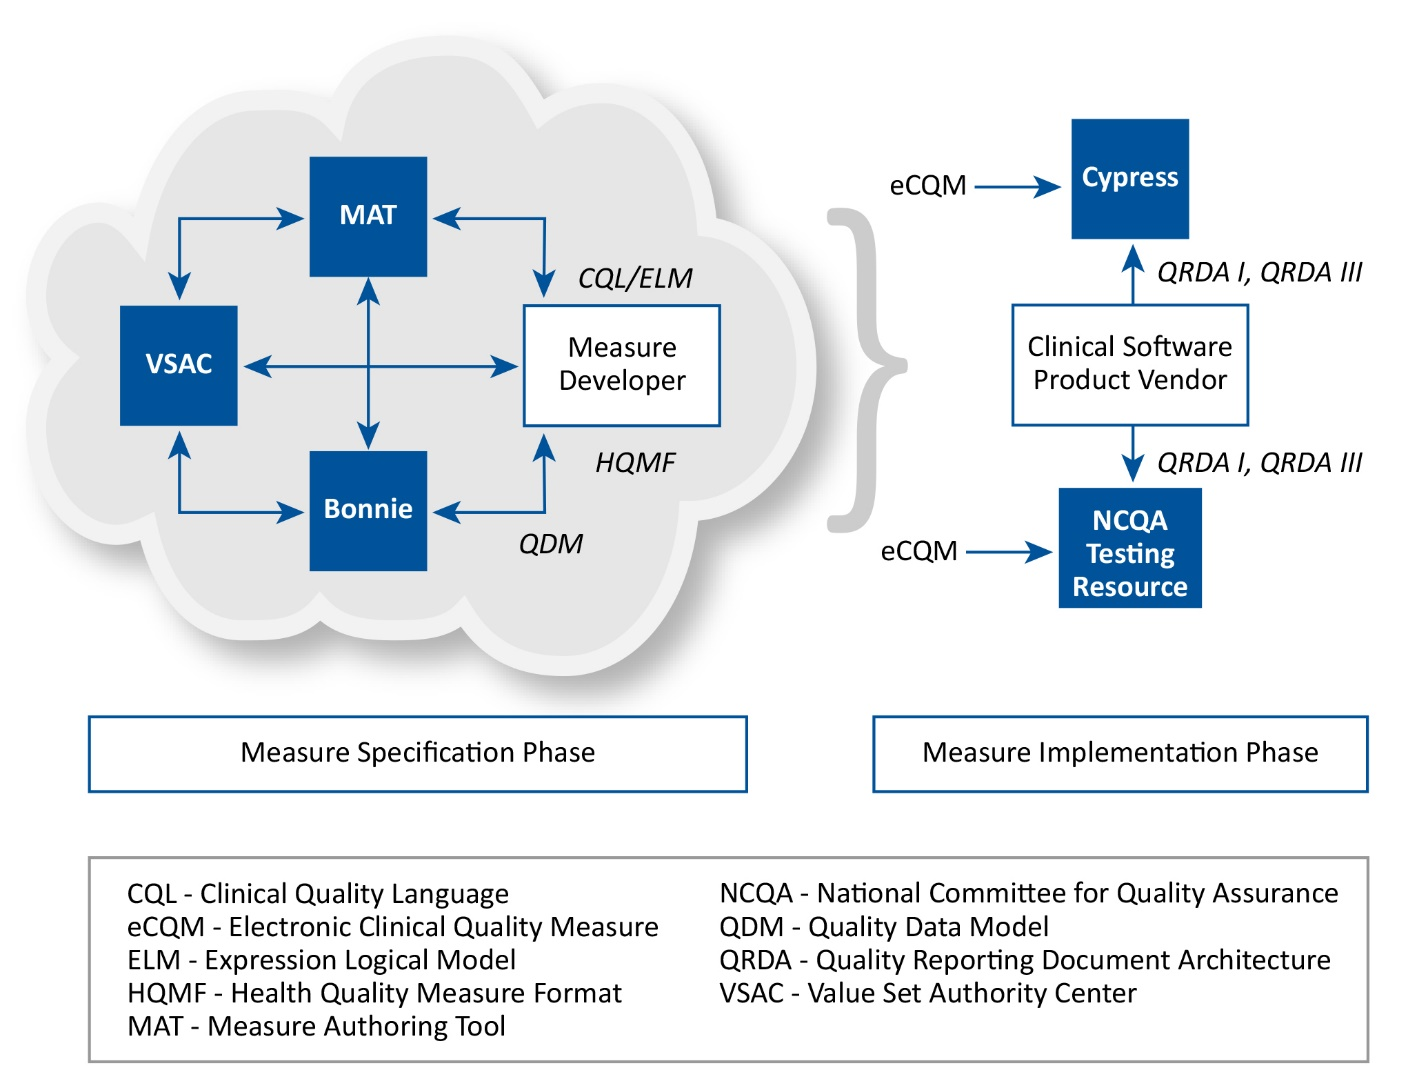 MAT
CQL/ELM
VSAC
Measure
Developer
HQMF
Bonnie
QDM
eCQM
Cypress
QRDA I, QRDA III
Clinical Software
Product Vendor
QRDA I, QRDA III
eCQM
NCQA
Testing
Resource
Measure Specification Phase
Measure Implementation Phase
CQL - Clinical Quality Language
eCQM - Electronic Clinical Quality Measure
ELM - Expression Logical Model
HQMF - Health Quality Measure Format
MAT - Measure Authoring Tool
NCQA - National Committee for Quality Assurance
QDM - Quality Data Model
QRDA - Quality Reporting Document Architecture
VSAC - Value Set Authority Center